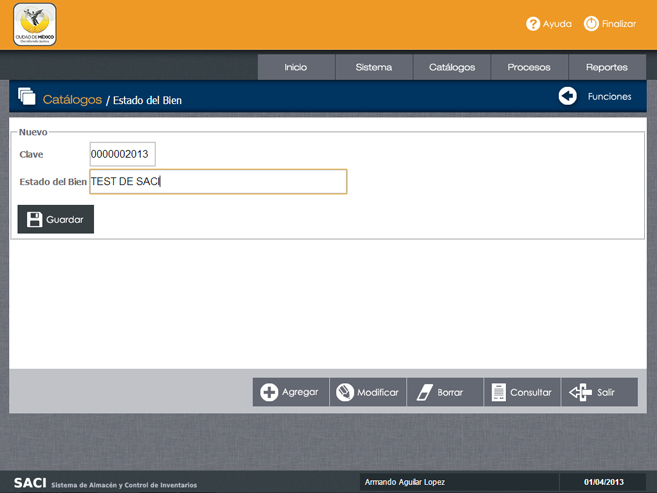 CIUDAD DE MÉXICO
Ayuda
Finalizar
Inicio
Sistema
Catálogos
Procesos
Reportes
Catálogos / Estado del Bien
Funciones
Nuevo
Clave
0000002013
Estado del Bien
TEST DE SACI
Guardar
Agregar
Modificar
Borrar
Consultar
Salir
SACI Sistema de Almacén y Control de Inventarios
Armando Aguilar Lopez
01/04/2013